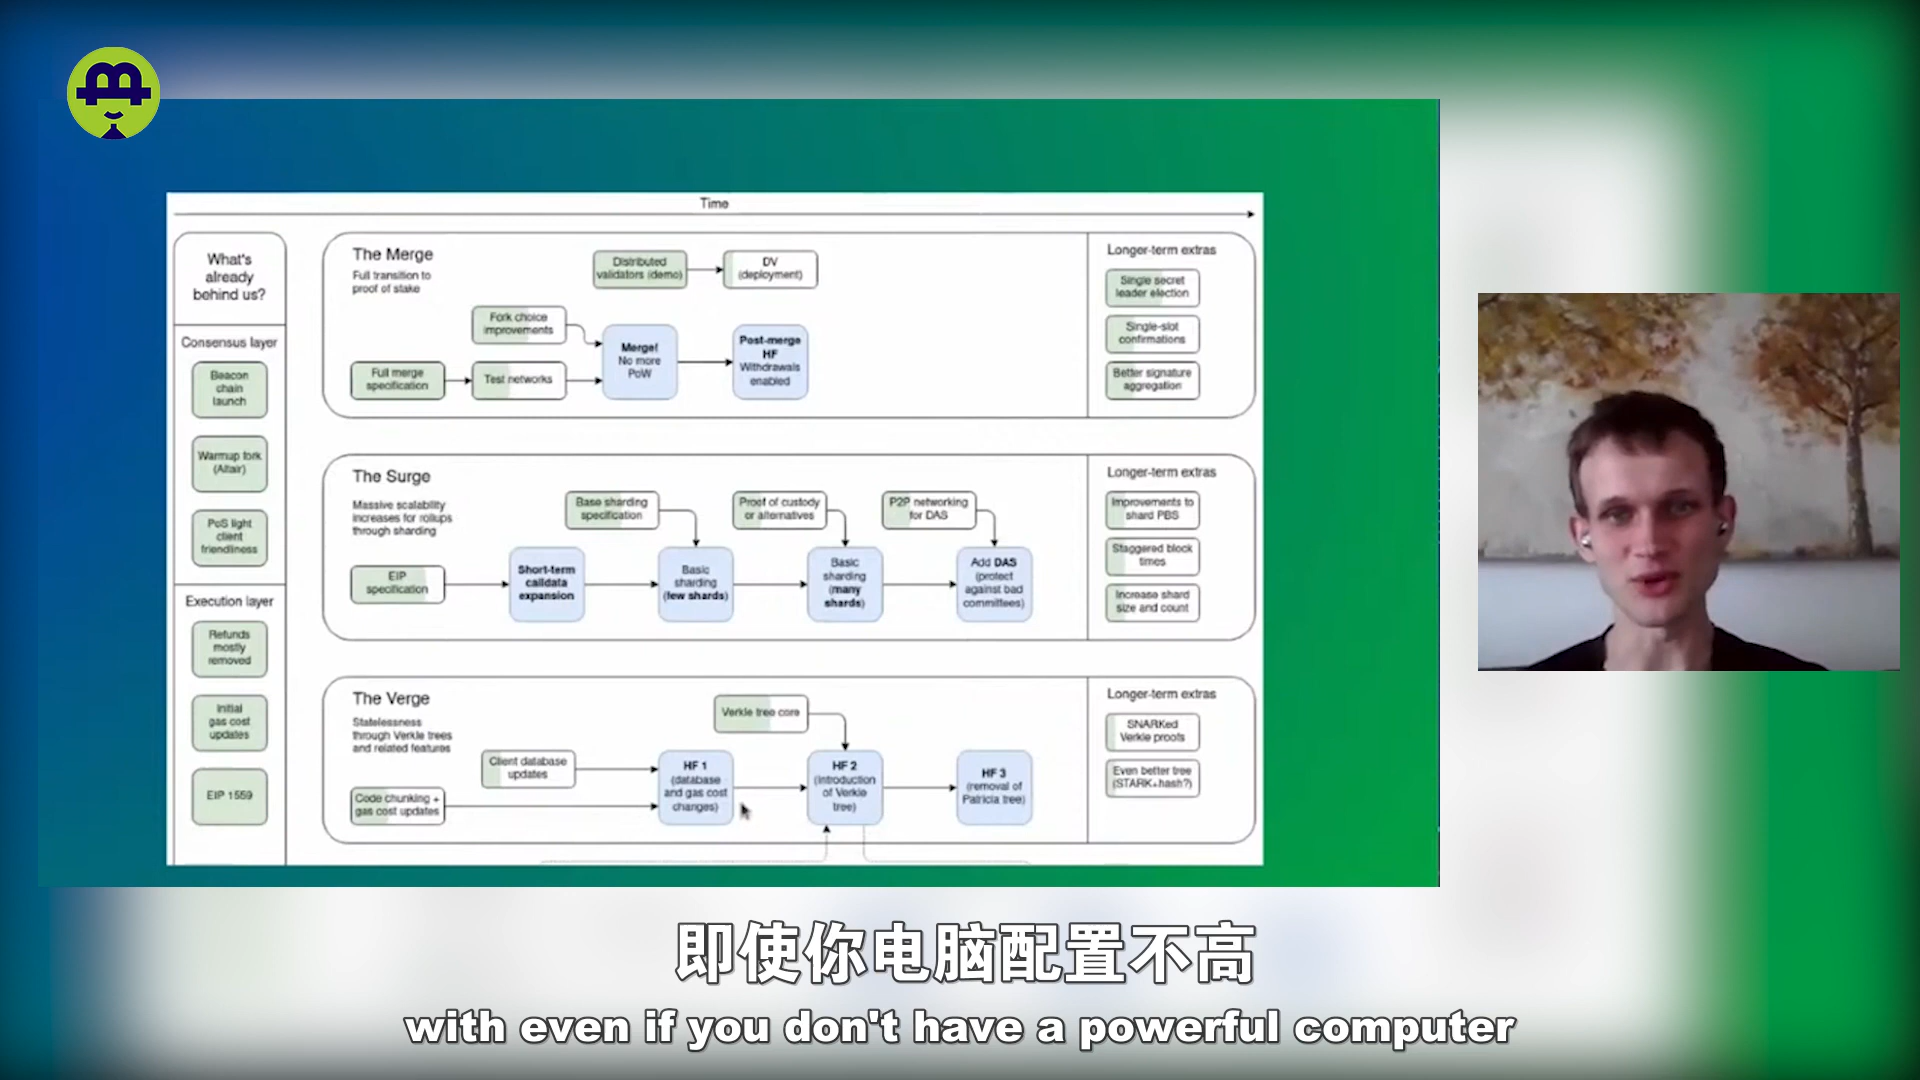 Time
What's
already
behind us?
Consensus layer
Beacon
chain
launch
Warmup fork
(Altair)
PoS light
client
friendliness
Execution layer
Refunds
mostly
removed
Initial
gas cost
updates
EIP 1559
The Merge
Full transition to
proof of stake
Distributed
validators (demo)
DV
(deployment)
Fork choice
improvements
Full merge
specification
Test networks
Merge!
No more
PoW
Post-merge
HF
Withdrawals
enabled
Longer-term extras
Single secret
leader election
Single-slot
confirmations
Better signature
aggregation
The Surge
Massive scalability
increases for rollups
through sharding
Base sharding
specification
Proof of custody
or alternatives
P2P networking
for DAS
EIP
specification
Short-term
calldata
expansion
Basic
sharding
(few shards)
Basic
sharding
(many
shards)
Add DAS
(protect
against bad
committees)
Longer-term extras
Improvements to
shard PBS
Staggered block
times
Increase shard
size and count
The Verge
Statelessness
through Verkle trees
and related features
Verkle tree core
Client database
updates
Code chunking +
gas cost updates
HF 1
(database
and gas cost
changes)
HF 2
(introduction
of Verkle
tree)
HF 3
(removal of
Patricia tree)
Longer-term extras
SNARKed
Verkle proofs
Even better tree
(STARK+hash?)
即使你电脑配置不高
with even if you don't have a powerful computer